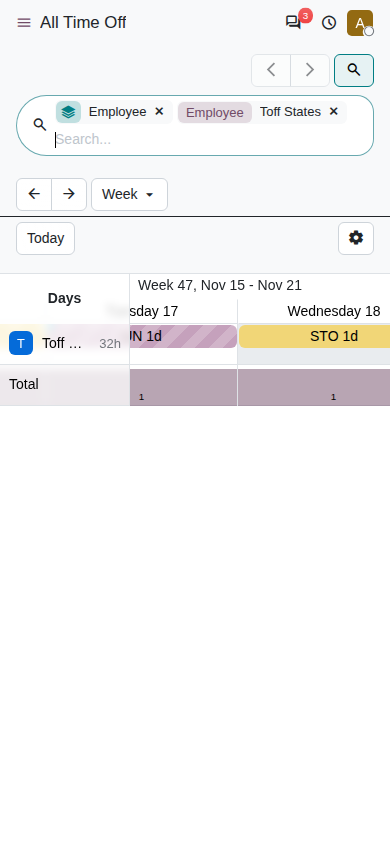 All Time Off
3
A
Employee ×
Employee Toff States ×
Search...
Week
Today
Week 47, Nov 15 - Nov 21
Days
sday 17
Wednesday 18
T Toff ... 32h
UN 1d
STO 1d
Total
1
1